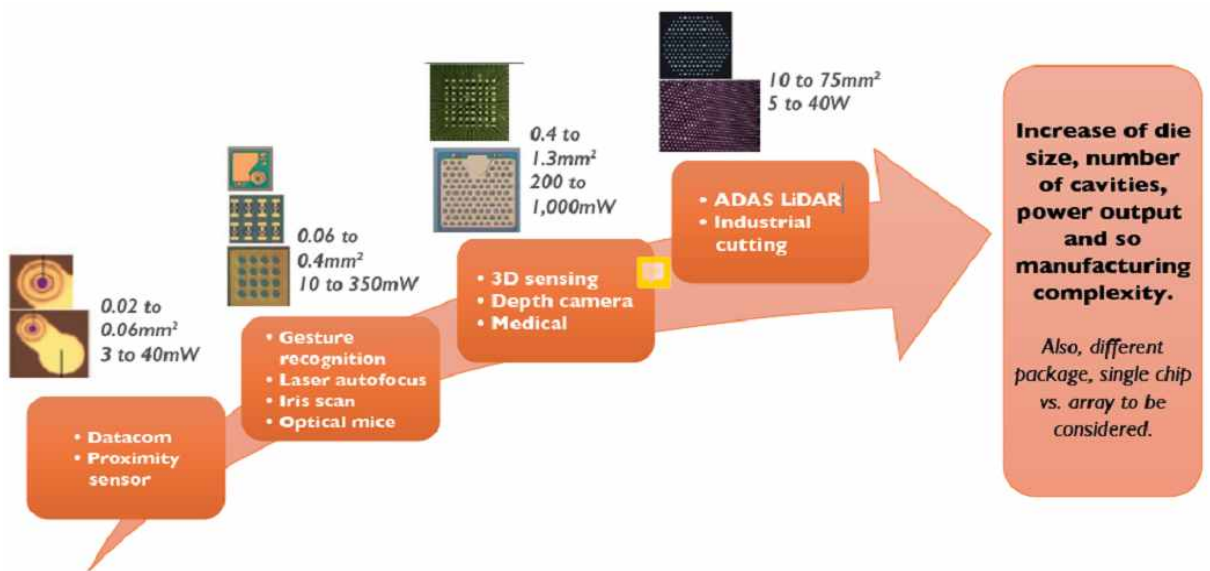 0.02 to
0.06mm²
3 to 40mW
• Datacom
• Proximity
sensor
0.06 to
0.4mm²
10 to 350mW
• Gesture
recognition
• Laser autofocus
• Iris scan
• Optical mice
0.4 to
1.3mm²
200 to
1,000mW
• 3D sensing
• Depth camera
• Medical
10 to 75mm²
5 to 40W
• ADAS LiDAR
• Industrial
cutting
Increase of die
size, number
of cavities,
power output
and so
manufacturing
complexity.
Also, different
package, single chip
vs. array to be
considered.